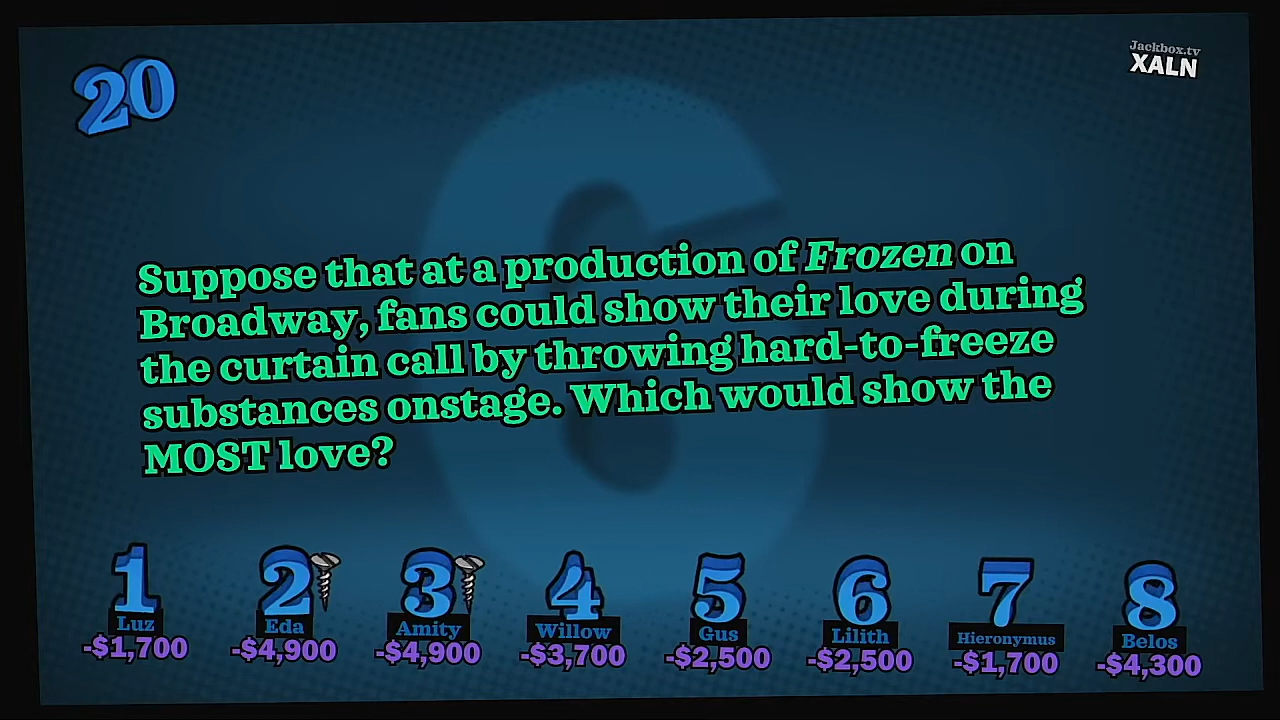 20
Jackbox.tv
XALN
Suppose that at a production of Frozen on
Broadway, fans could show their love during
the curtain call by throwing hard-to-freeze
substances onstage. Which would show the
MOST love?
6
1 2 3 4 5 6 7 8
Luz Eda Amity Willow Gus Lilith Hieronymus Belos
-$1,700 -$4,900 -$4,900 -$3,700 -$2,500 -$2,500 -$1,700 -$4,300